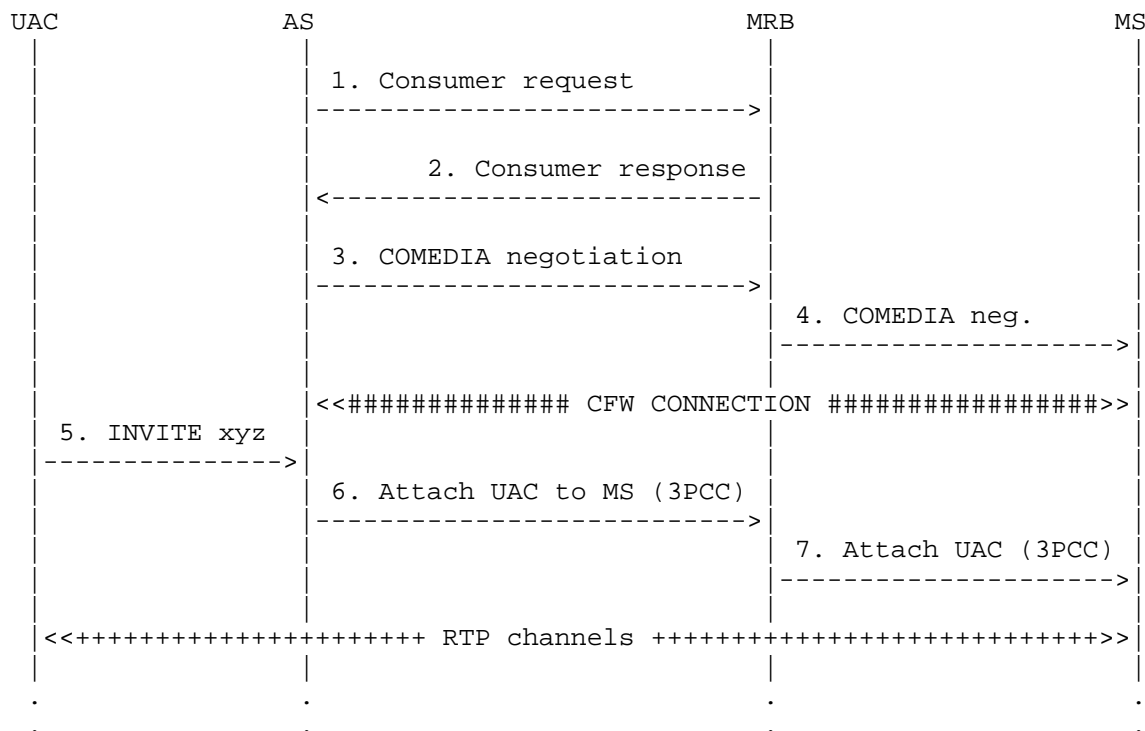 UAC AS MRB MS
1. Consumer request
2. Consumer response
3. COMEDIA negotiation
4. COMEDIA neg.
<<############## CFW CONNECTION #################>>
5. INVITE xyz
6. Attach UAC to MS (3PCC)
7. Attach UAC (3PCC)
<<++++++++++++++++++++++ RTP channels ++++++++++++++++++++++++++++>>